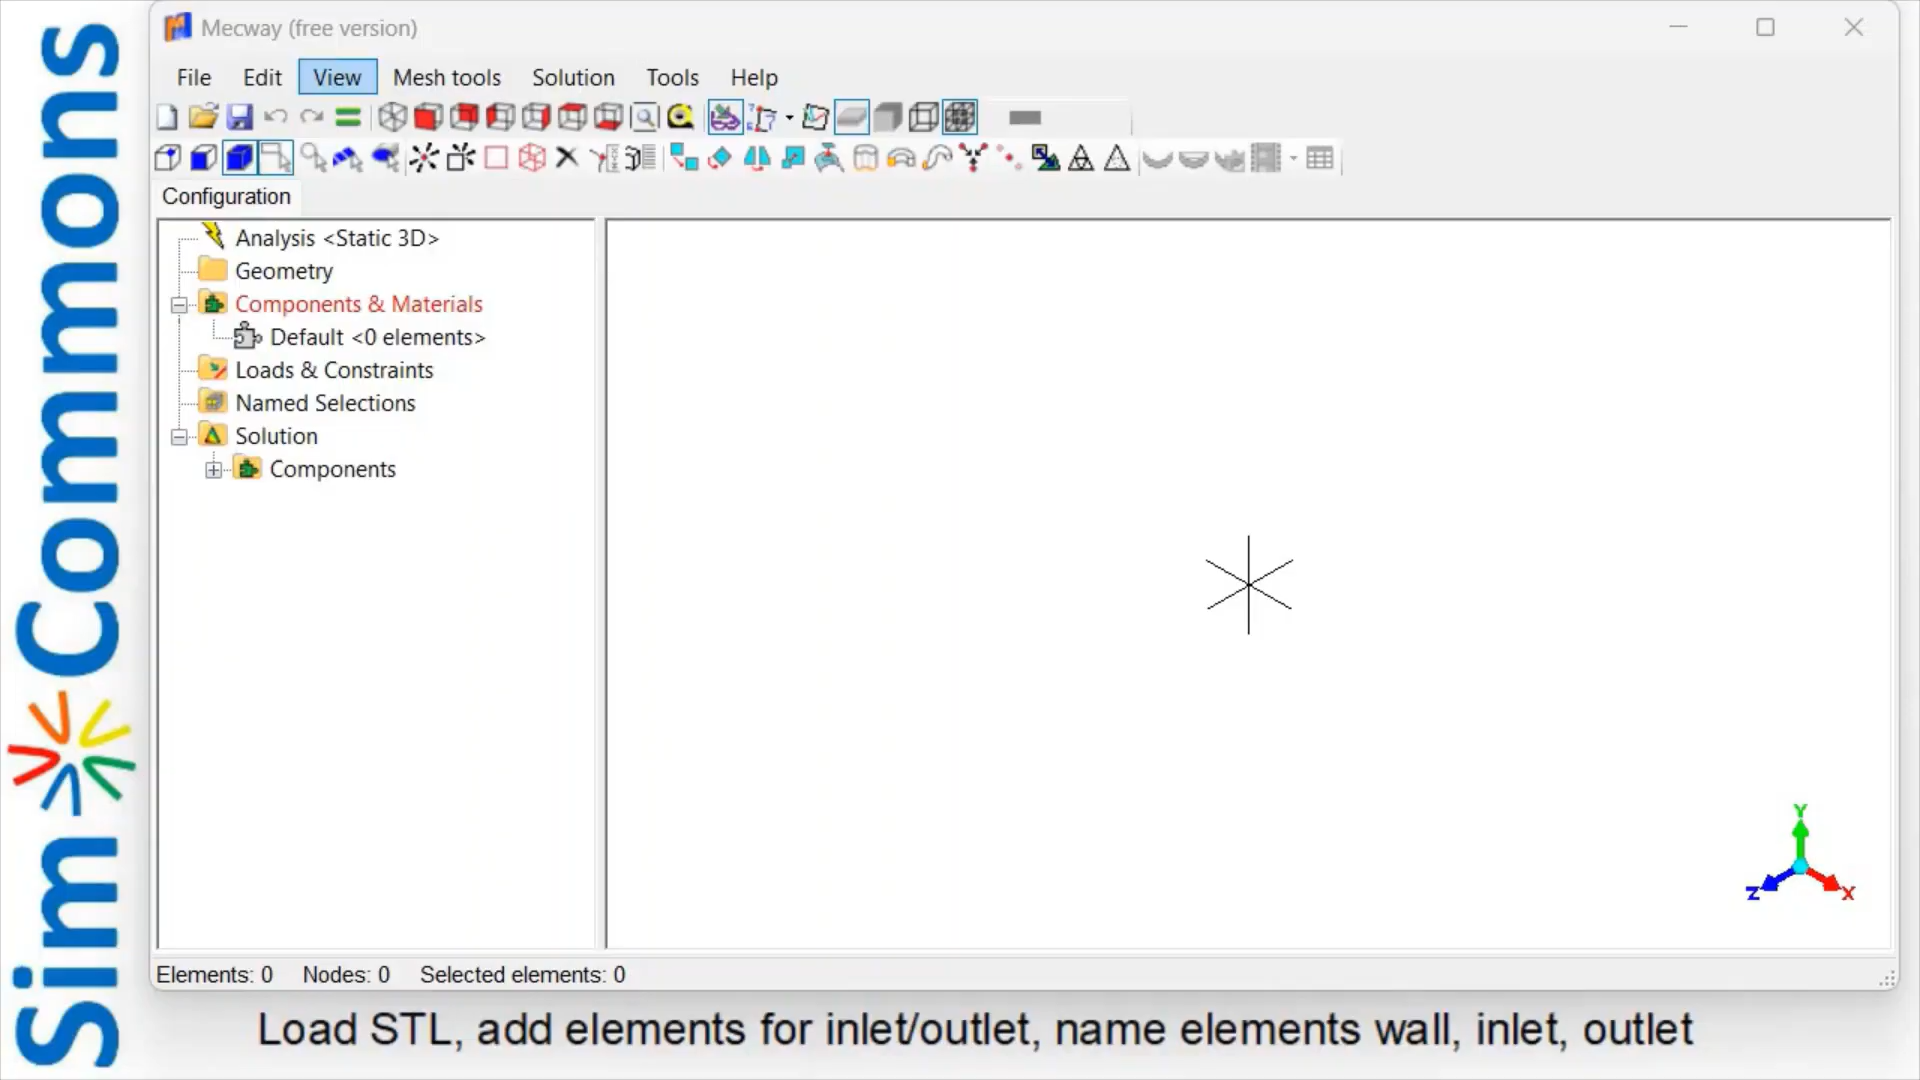 Sim Commons
Mecway (free version)
File Edit View Mesh tools Solution Tools Help
Configuration
Analysis <Static 3D>
Geometry
Components & Materials
Default <0 elements>
Loads & Constraints
Named Selections
Solution
Components
Y
Z X
Elements: 0 Nodes: 0 Selected elements: 0
Load STL, add elements for inlet/outlet, name elements wall, inlet, outlet